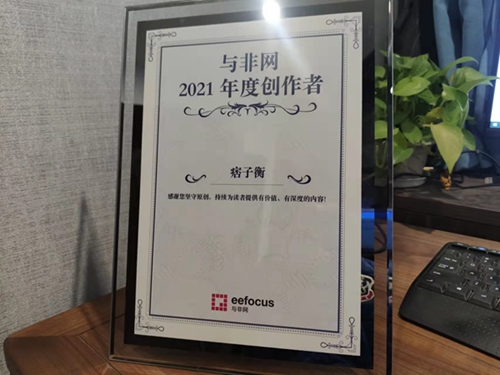 与非网
2021 年度创作者
痞子衡
感谢您坚守原创，持续为读者提供有价值、有深度的内容!
eefocus
与非网